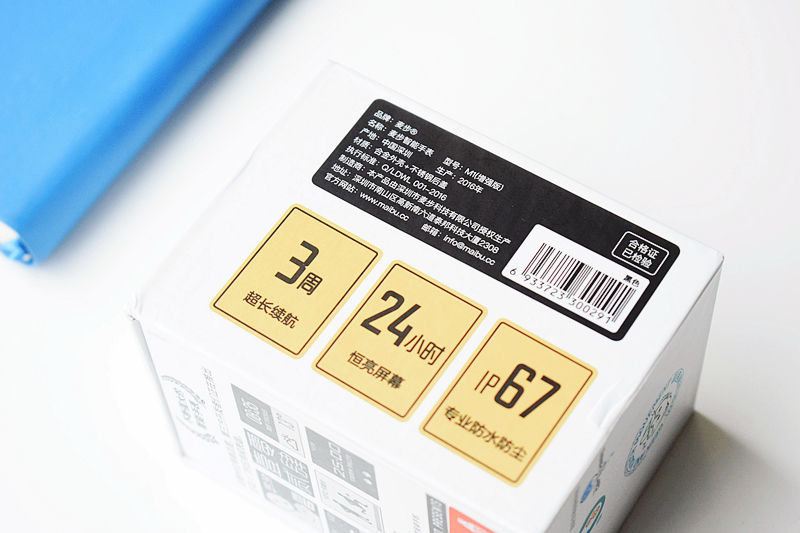 品牌：麦步®
名称：麦步智能手表 型号：M1(增强版)
产地：中国深圳 生产：2016年
材质：合金外壳+不锈钢后盖
执行标准：Q/LDWL 001-2016
制造商：本产品由深圳市麦步科技有限公司授权生产
地址：深圳市南山区高新南六道泰邦科技大厦2308
官方网站：www.maibu.cc 邮箱：info@maibu.cc
合格证
已检验
黑色
6 933723 300291
3周
超长续航
24小时
恒亮屏幕
IP67
专业防水防尘